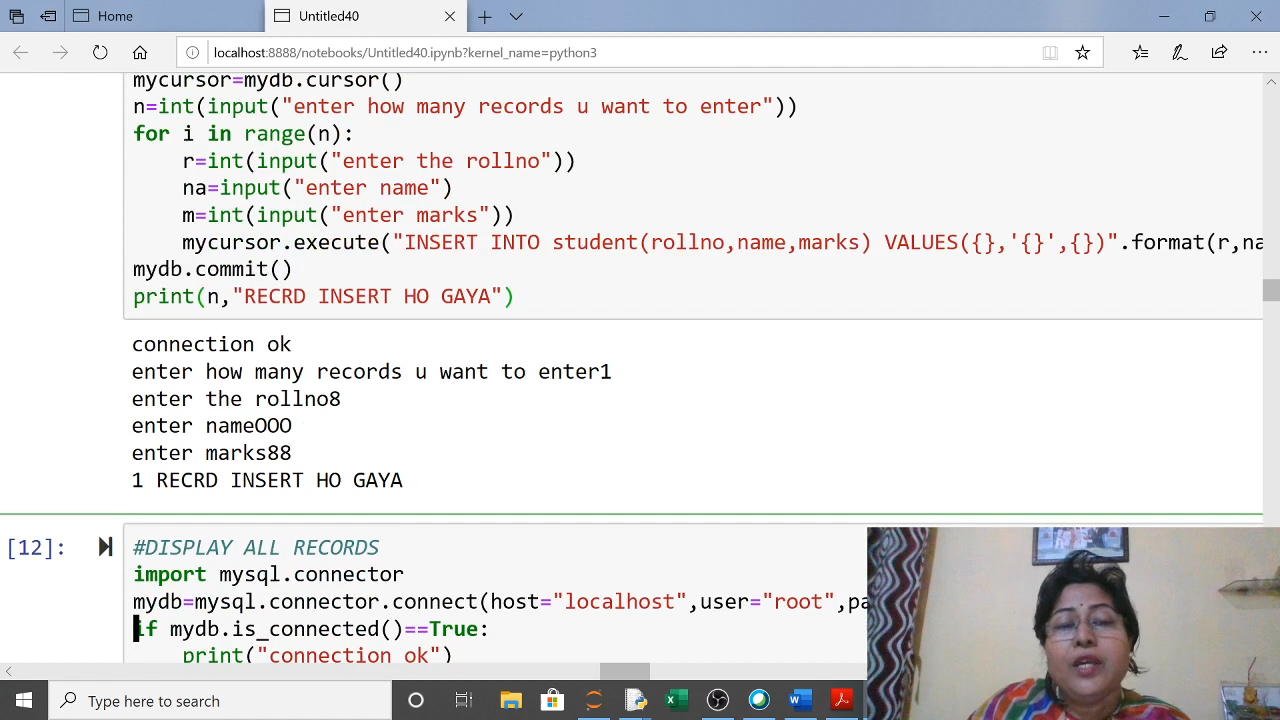 Home
Untitled40
localhost:8888/notebooks/Untitled40.ipynb?kernel_name=python3
mycursor=mydb.cursor()
n=int(input("enter how many records u want to enter"))
for i in range(n):
r=int(input("enter the rollno"))
na=input("enter name")
m=int(input("enter marks"))
mycursor.execute("INSERT INTO student(rollno,name,marks) VALUES({},'{}',{})".format(r,na
mydb.commit()
print(n,"RECRD INSERT HO GAYA")
connection ok
enter how many records u want to enter1
enter the rollno8
enter nameOOO
enter marks88
1 RECRD INSERT HO GAYA
[12]:
#DISPLAY ALL RECORDS
import mysql.connector
mydb=mysql.connector.connect(host="localhost",user="root",pa
if mydb.is_connected()==True:
print("connection ok")
Type here to search